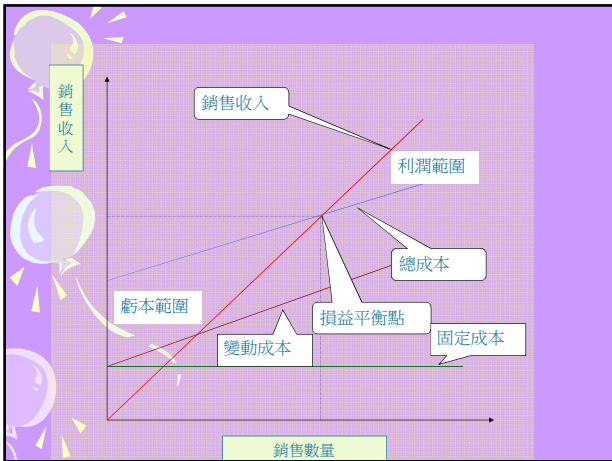 銷售收入
銷售收入
利潤範圍
總成本
虧本範圍
損益平衡點
固定成本
變動成本
銷售數量